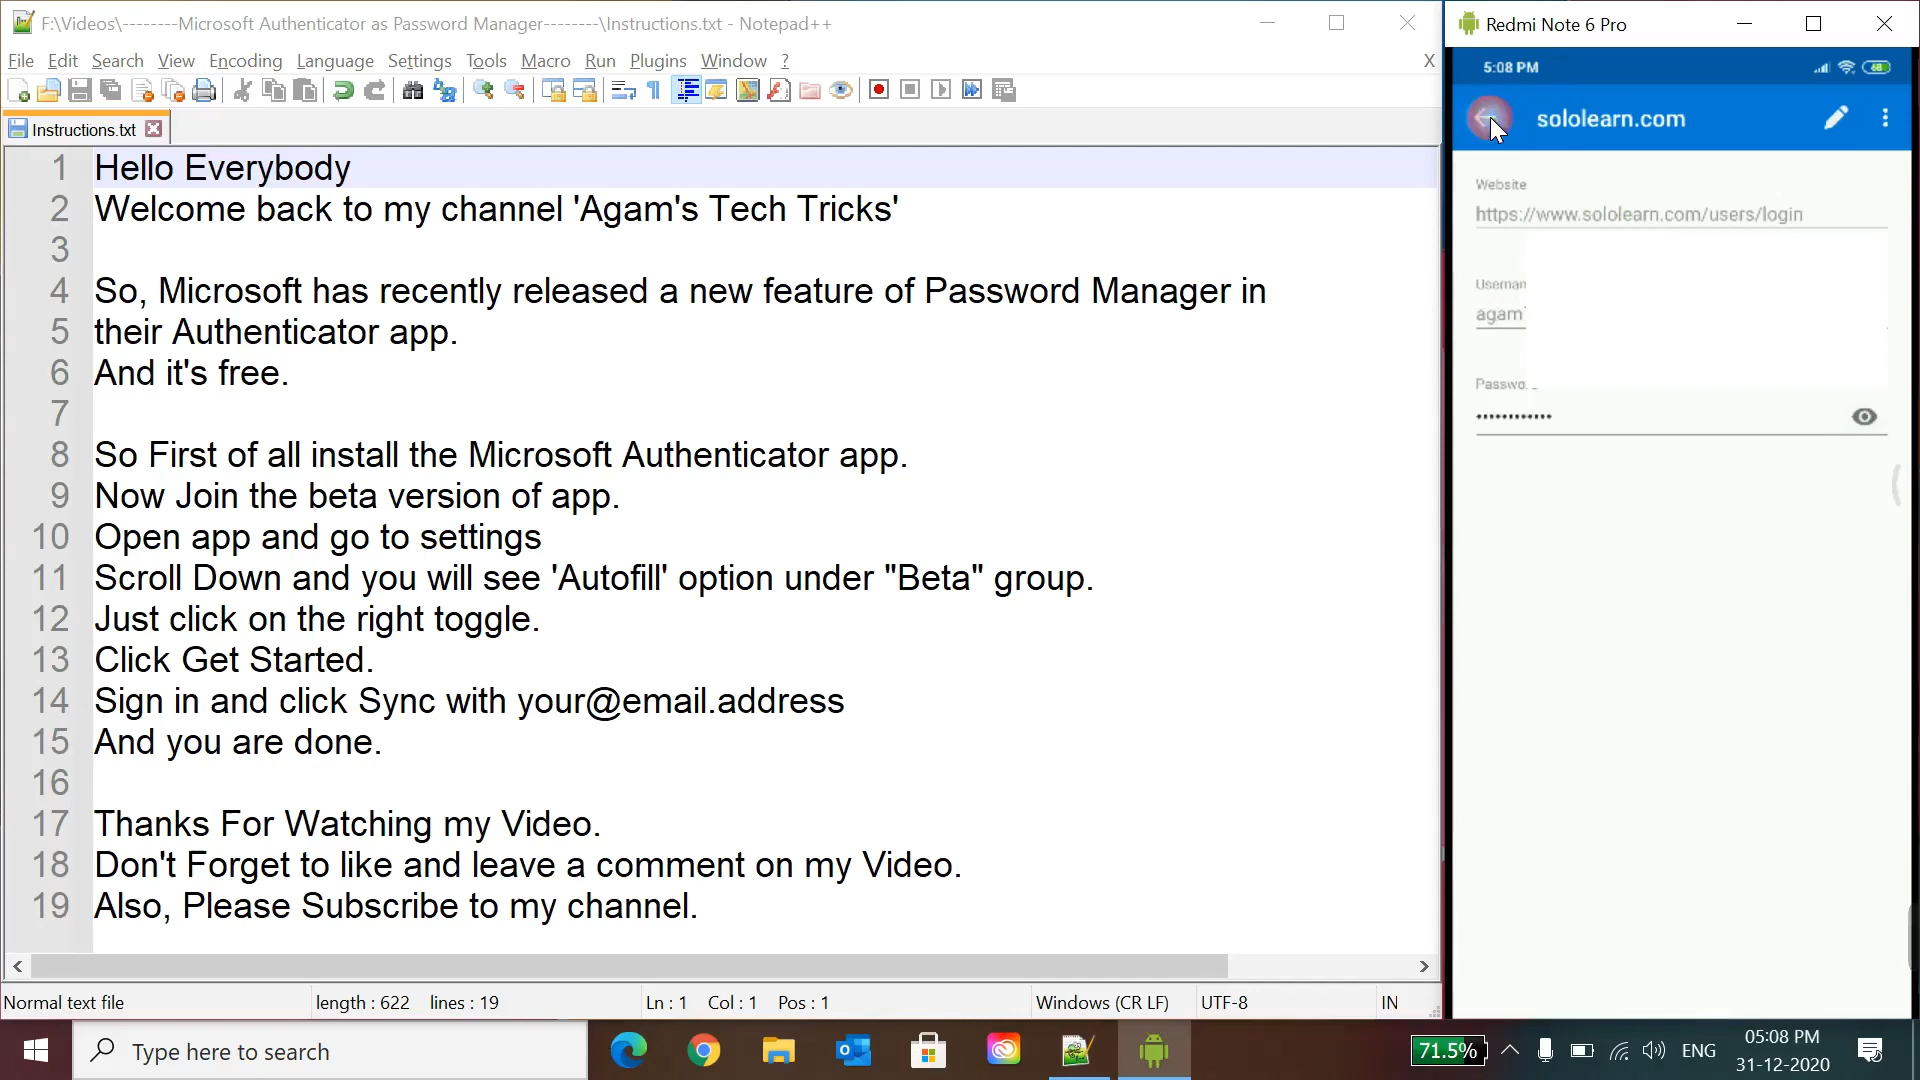 F:\Videos\--------Microsoft Authenticator as Password Manager--------\Instructions.txt - Notepad++
File Edit Search View Encoding Language Settings Tools Macro Run Plugins Window ? X
Instructions.txt
1 Hello Everybody
2 Welcome back to my channel 'Agam's Tech Tricks'
3
4 So, Microsoft has recently released a new feature of Password Manager in
5 their Authenticator app.
6 And it's free.
7
8 So First of all install the Microsoft Authenticator app.
9 Now Join the beta version of app.
10 Open app and go to settings
11 Scroll Down and you will see 'Autofill' option under "Beta" group.
12 Just click on the right toggle.
13 Click Get Started.
14 Sign in and click Sync with your@email.address
15 And you are done.
16
17 Thanks For Watching my Video.
18 Don't Forget to like and leave a comment on my Video.
19 Also, Please Subscribe to my channel.
Normal text file length : 622 lines : 19 Ln : 1 Col : 1 Pos : 1 Windows (CR LF) UTF-8 IN
Redmi Note 6 Pro
5:08 PM 68
sololearn.com
Website
https://www.sololearn.com/users/login
Usernam
agam
Passwo
••••••••••••
Type here to search
71.5% ENG
05:08 PM
31-12-2020